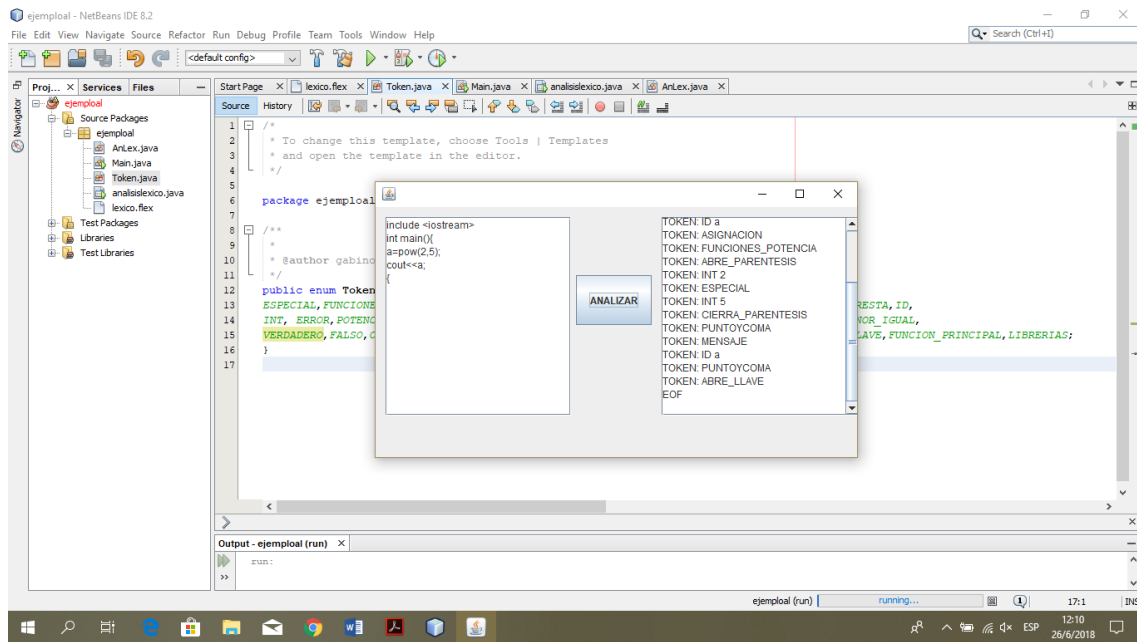 ejemploal - NetBeans IDE 8.2
File Edit View Navigate Source Refactor Run Debug Profile Team Tools Window Help
Search (Ctrl+I)
<default config>
Proj... Services Files
Start Page lexico.flex Token.java Main.java analisislexico.java AnLex.java
Navigator
ejemploal
Source Packages
ejemploal
AnLex.java
Main.java
Token.java
analisislexico.java
lexico.flex
Test Packages
Libraries
Test Libraries
Source History
1 /*
2 * To change this template, choose Tools | Templates
3 * and open the template in the editor.
4 */
5
6 package ejemploal
7
8 /**
9 *
10 * @author gabino
11 */
12 public enum Token
13 ESPECIAL,FUNCIONE RESTA,ID,
14 INT, ERROR,POTENC NOR_IGUAL,
15 VERDADERO,FALSO,C LAVE,FUNCION_PRINCIPAL,LIBRERIAS;
16 }
17
include <iostream>
int main(){
a=pow(2,5);
cout<<a;
{
ANALIZAR
TOKEN: ID a
TOKEN: ASIGNACION
TOKEN: FUNCIONES_POTENCIA
TOKEN: ABRE_PARENTESIS
TOKEN: INT 2
TOKEN: ESPECIAL
TOKEN: INT 5
TOKEN: CIERRA_PARENTESIS
TOKEN: PUNTOYCOMA
TOKEN: MENSAJE
TOKEN: ID a
TOKEN: PUNTOYCOMA
TOKEN: ABRE_LLAVE
EOF
Output - ejemploal (run)
run:
ejemploal (run) running... 1 17:1 INS
ESP
12:10
26/6/2018